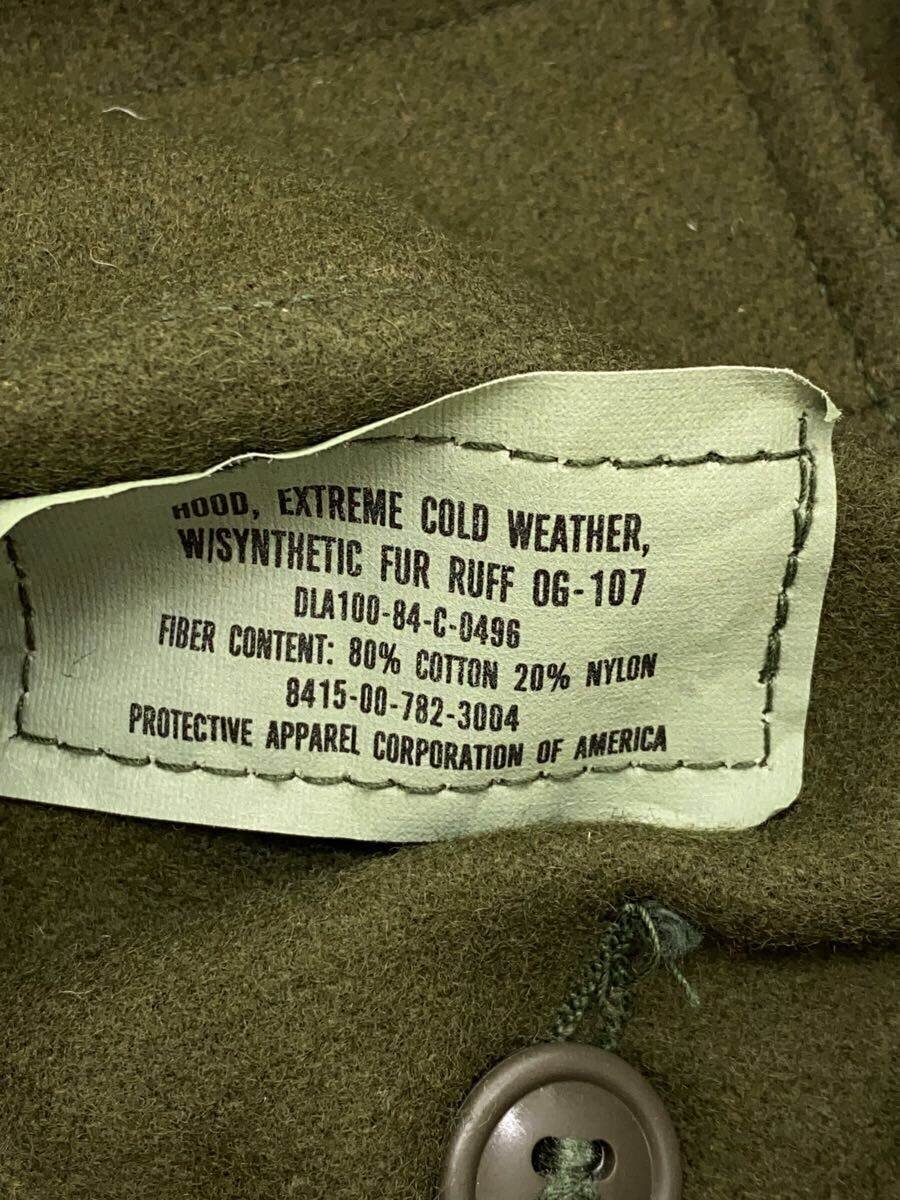 HOOD, EXTREME COLD WEATHER,
W/SYNTHETIC FUR RUFF OG-107
DLA100-84-C-0496
FIBER CONTENT: 80% COTTON 20% NYLON
8415-00-782-3004
PROTECTIVE APPAREL CORPORATION OF AMERICA